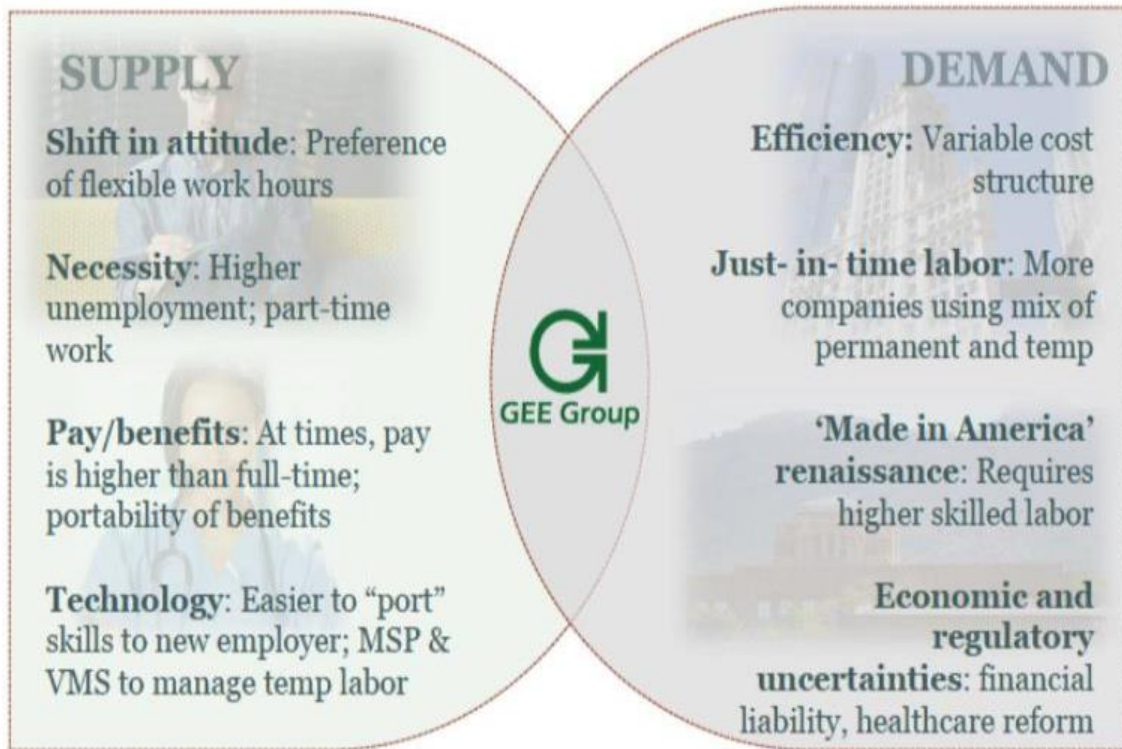 SUPPLY
Shift in attitude: Preference
of flexible work hours
Necessity: Higher
unemployment; part-time
work
Pay/benefits: At times, pay
is higher than full-time;
portability of benefits
Technology: Easier to “port”
skills to new employer; MSP &
VMS to manage temp labor
GEE Group
DEMAND
Efficiency: Variable cost
structure
Just- in- time labor: More
companies using mix of
permanent and temp
‘Made in America’
renaissance: Requires
higher skilled labor
Economic and
regulatory
uncertainties: financial
liability, healthcare reform